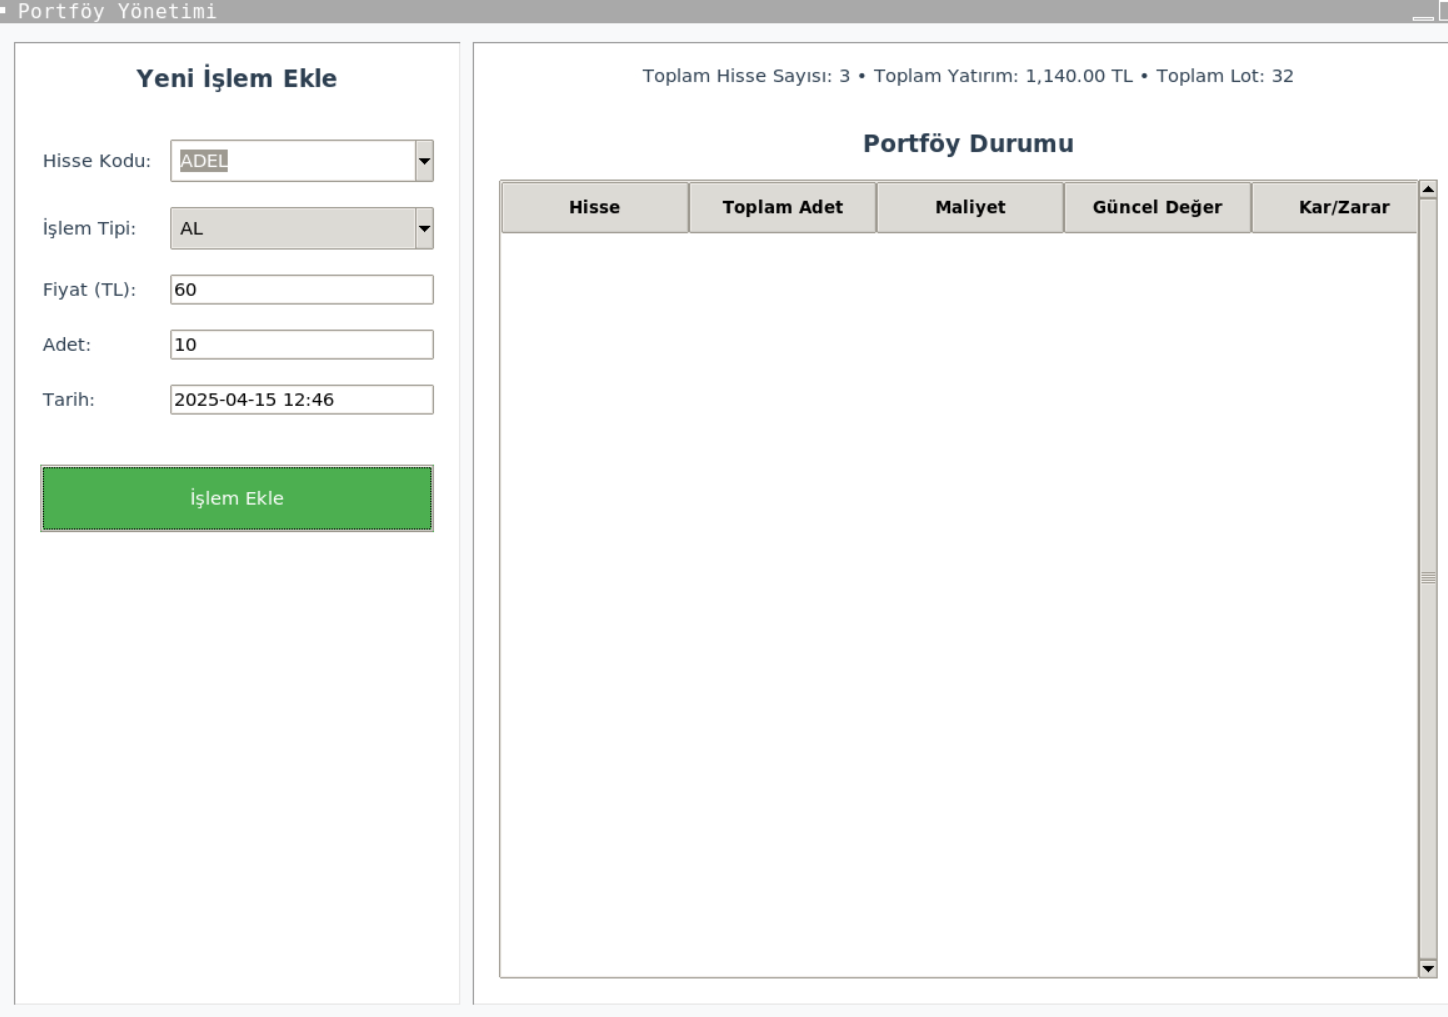 Portföy Yönetimi
Yeni İşlem Ekle
Hisse Kodu: ADEL
İşlem Tipi: AL
Fiyat (TL): 60
Adet: 10
Tarih: 2025-04-15 12:46
İşlem Ekle
Toplam Hisse Sayısı: 3 • Toplam Yatırım: 1,140.00 TL • Toplam Lot: 32
Portföy Durumu
Hisse Toplam Adet Maliyet Güncel Değer Kar/Zarar